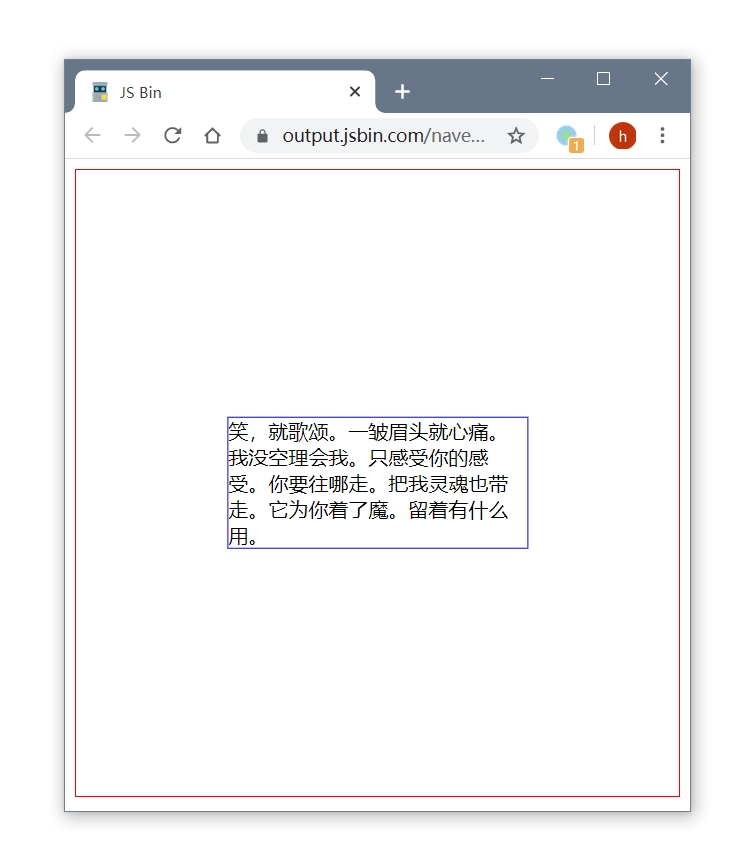 JS Bin
output.jsbin.com/nave...
h
1
笑，就歌颂。一皱眉头就心痛。
我没空理会我。只感受你的感
受。你要往哪走。把我灵魂也带
走。它为你着了魔。留着有什么
用。